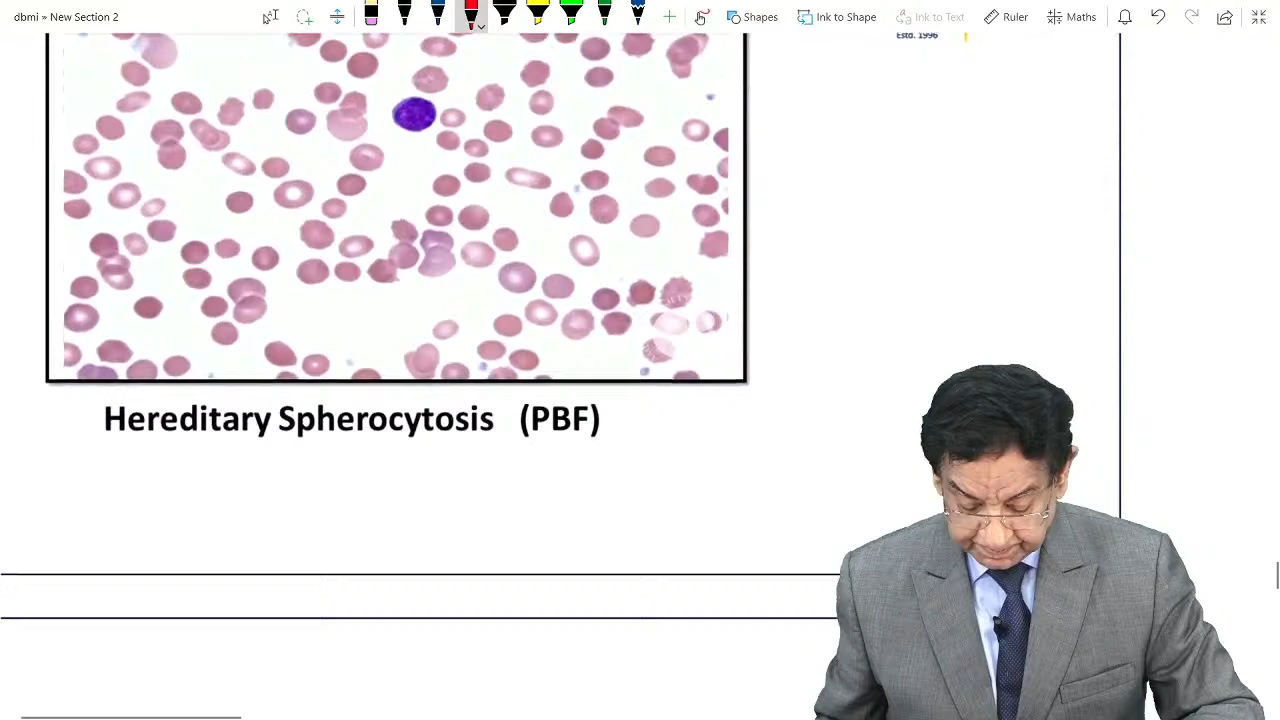 dbmi » New Section 2
Shapes
Ink to Shape
Ink to Text
Ruler
Maths
Estd. 1996
Hereditary Spherocytosis (PBF)